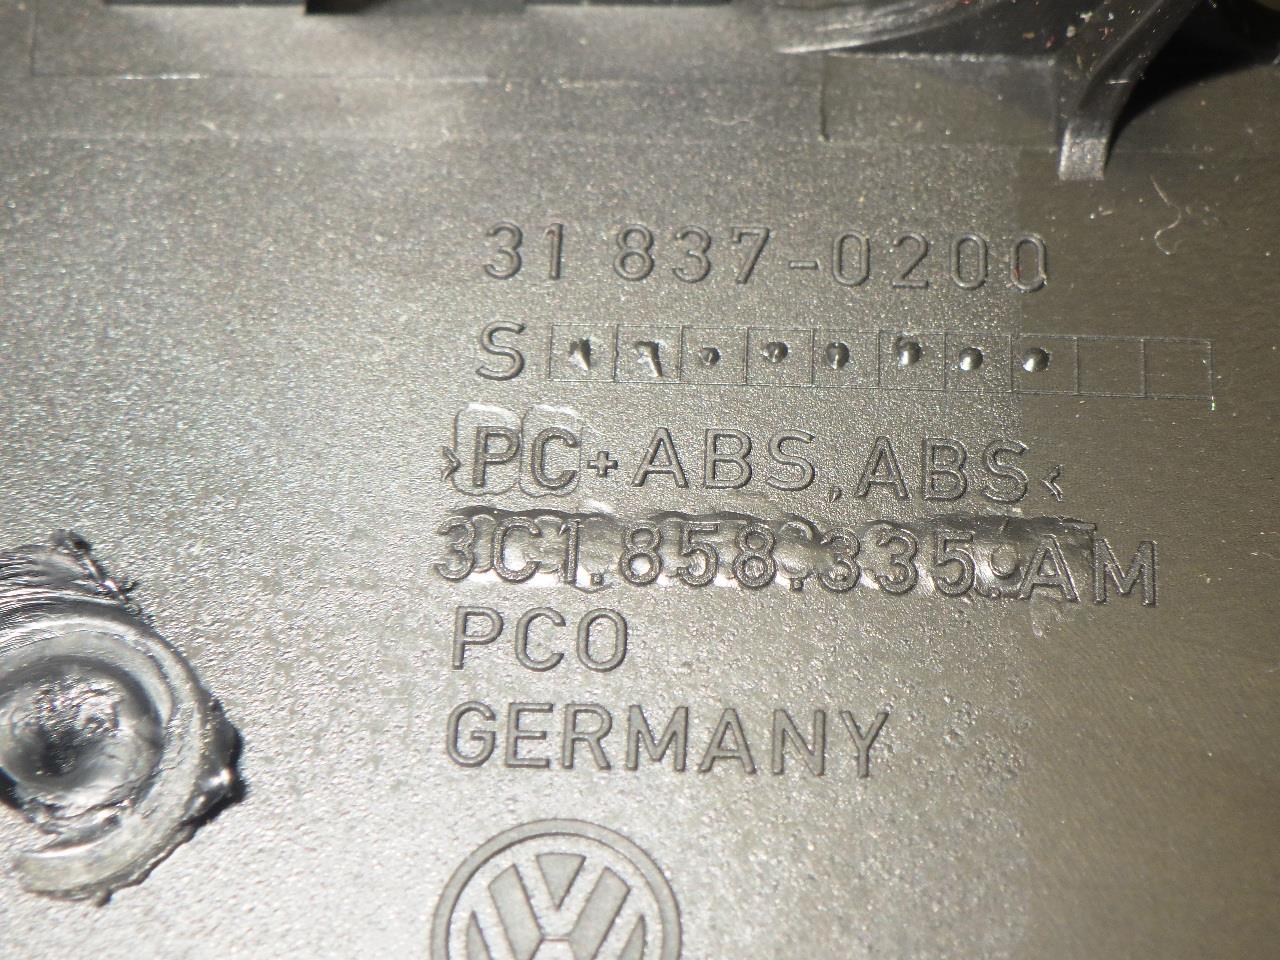 31 837-0200
S
>PC+ABS,ABS<
3C1.858.335.AM
PCO
GERMANY